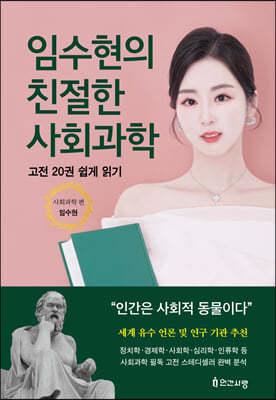 임수현의
친절한
사회과학
고전 20권 쉽게 읽기
사회과학 편
임수현
“인간은 사회적 동물이다”
세계 유수 언론 및 연구 기관 추천
정치학·경제학·사회학·심리학·인류학 등
사회과학 필독 고전 스테디셀러 완벽 분석
인간사랑